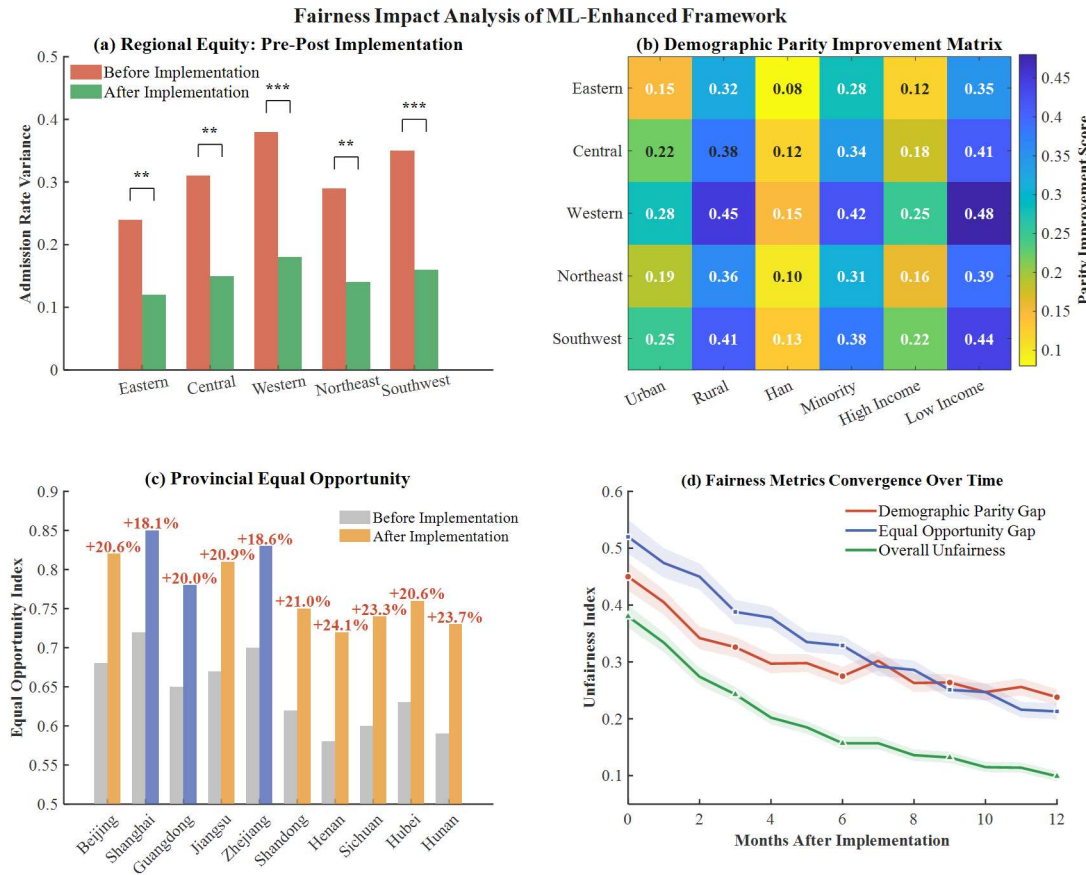 Fairness Impact Analysis of ML-Enhanced Framework
(a) Regional Equity: Pre-Post Implementation
Before Implementation
After Implementation
Admission Rate Variance
0.5
0.4
0.3
0.2
0.1
0
**
**
***
**
***
Eastern
Central
Western
Northeast
Southwest
(b) Demographic Parity Improvement Matrix
Eastern 0.15 0.32 0.08 0.28 0.12 0.35
Central 0.22 0.38 0.12 0.34 0.18 0.41
Western 0.28 0.45 0.15 0.42 0.25 0.48
Northeast 0.19 0.36 0.10 0.31 0.16 0.39
Southwest 0.25 0.41 0.13 0.38 0.22 0.44
Urban
Rural
Han
Minority
High Income
Low Income
0.45
0.4
0.35
0.3
0.25
0.2
0.15
0.1
Parity Improvement Score
(c) Provincial Equal Opportunity
Before Implementation
After Implementation
Equal Opportunity Index
0.9
0.85
0.8
0.75
0.7
0.65
0.6
0.55
0.5
+20.6%
+18.1%
+20.0%
+20.9%
+18.6%
+21.0%
+24.1%
+23.3%
+20.6%
+23.7%
Beijing
Shanghai
Guangdong
Jiangsu
Zhejiang
Shandong
Henan
Sichuan
Hubei
Hunan
(d) Fairness Metrics Convergence Over Time
Demographic Parity Gap
Equal Opportunity Gap
Overall Unfairness
Unfairness Index
0.6
0.5
0.4
0.3
0.2
0.1
0 2 4 6 8 10 12
Months After Implementation